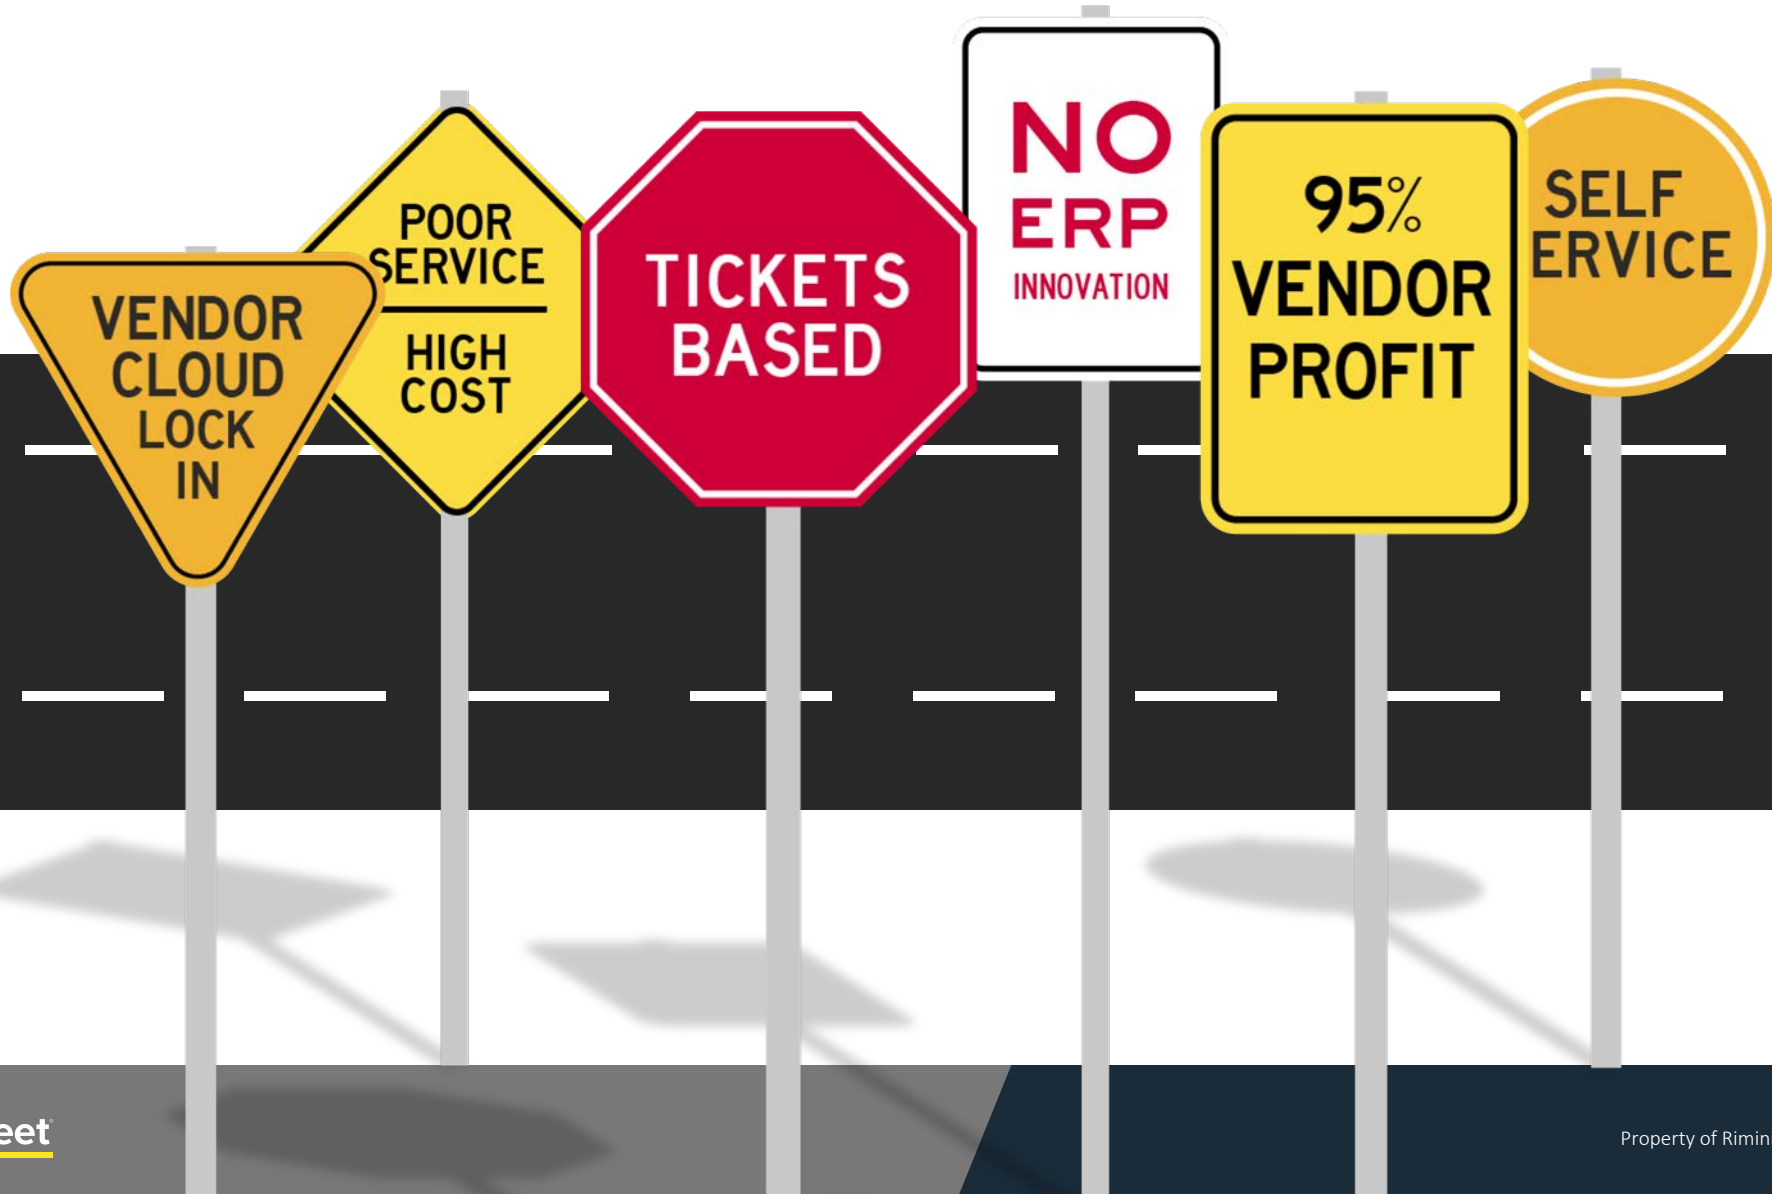 VENDOR
CLOUD
LOCK
IN
POOR
SERVICE
HIGH
COST
TICKETS
BASED
NO
ERP
INNOVATION
95%
VENDOR
PROFIT
SELF
ERVICE
eet
Property of Rimin